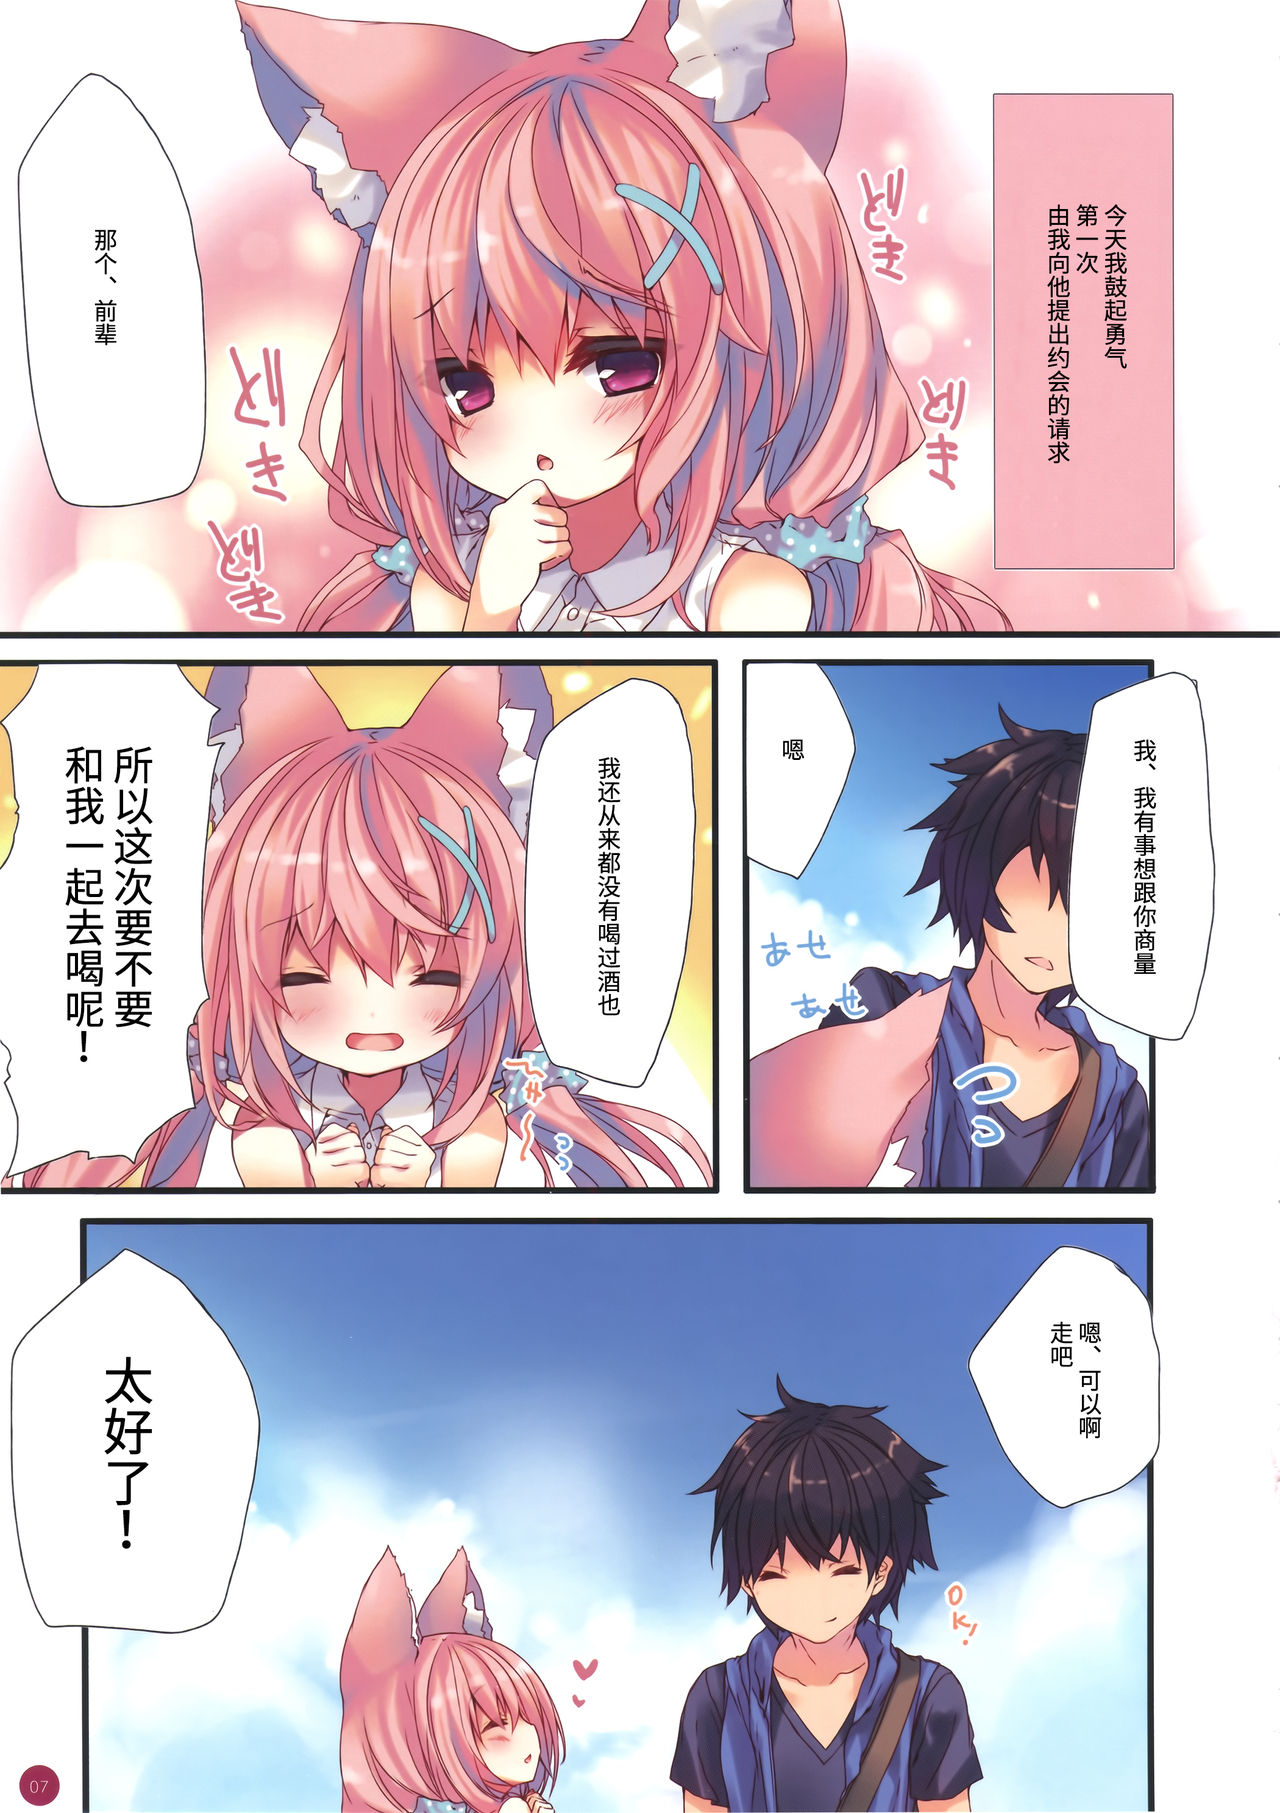 今天我鼓起勇气
第一次
由我向他提出约会的请求
どきり
どきり
どきり
どきり
那个、前辈
我、我有事想跟你商量
嗯
あせ
あせ
我还从来都没有喝过酒也
所以这次要不要
和我一起去喝呢！
嗯、可以啊
走吧
OK!
太好了！
07